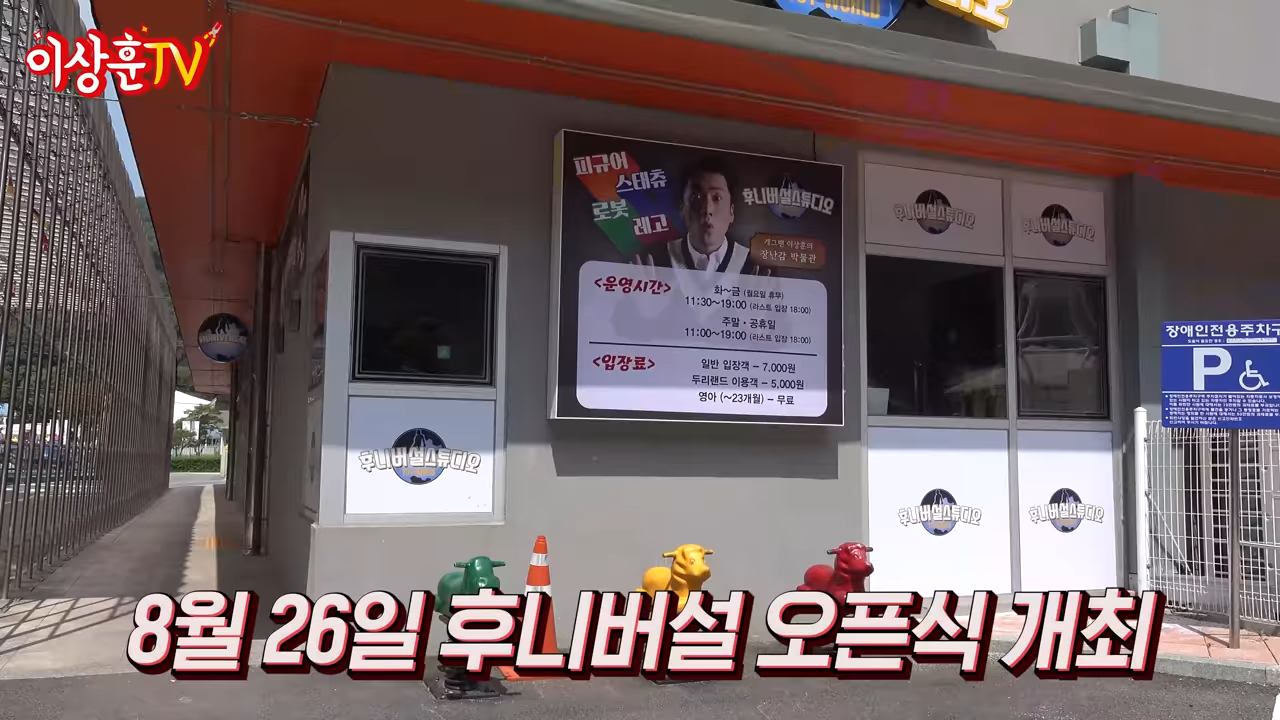 이상훈TV
피규어
스태츄
로봇
레고
후니버설스튜디오
개그맨 이상훈의
장난감 박물관
<운영시간>
화~금 (월요일 휴무)
11:30~19:00 (라스트 입장 18:00)
주말・공휴일
11:00~19:00 (라스트 입장 18:00)
<입장료>
일반 입장객 – 7,000원
두리랜드 이용객 – 5,000원
영아 (~23개월) – 무료
후니버설스튜디오
후니버설스튜디오
후니버설스튜디오
후니버설스튜디오
후니버설스튜디오
장애인전용주차구
P
8월 26일 후니버설 오픈식 개최